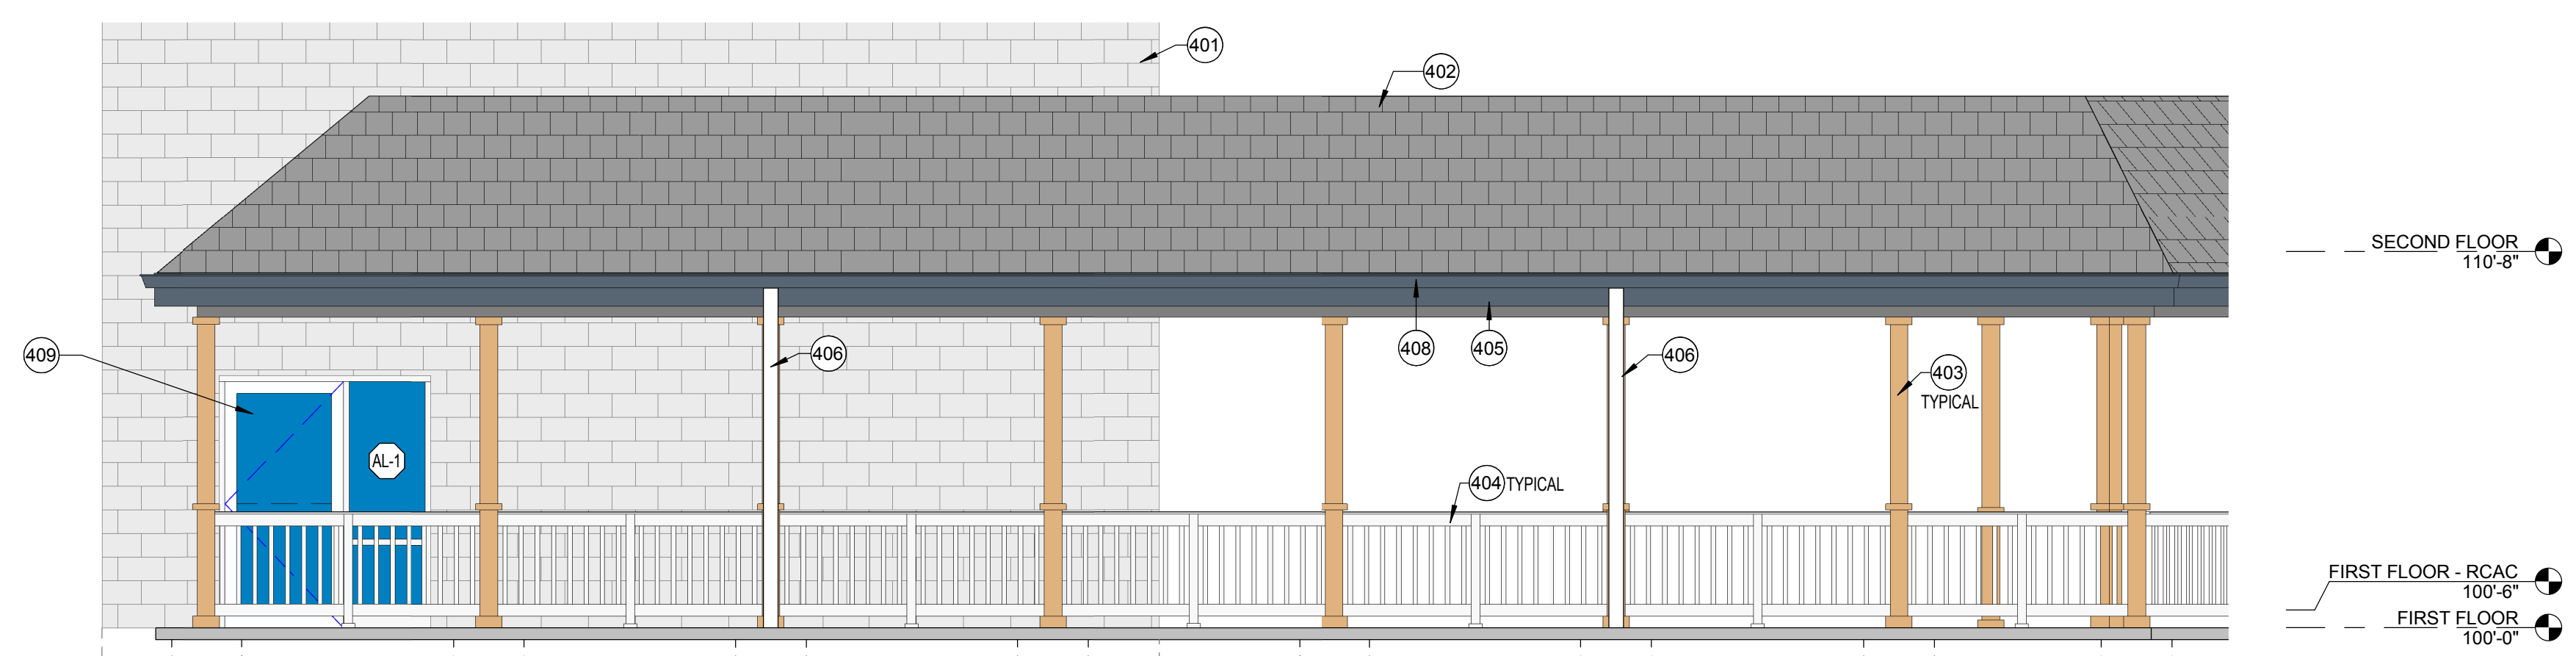 401
402
SECOND FLOOR
110'-8"
409
406
408
405
406
403
TYPICAL
AL-1
404 TYPICAL
FIRST FLOOR - RCAC
100'-6"
FIRST FLOOR
100'-0"